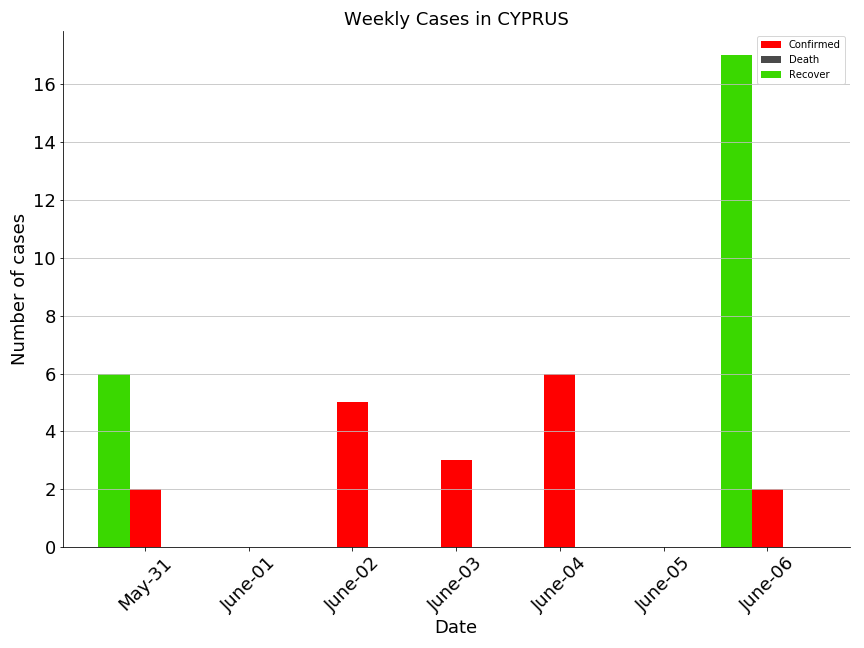 Weekly Cases in CYPRUS
Confirmed
Death
Recover
Number of cases
16
14
12
10
8
6
4
2
0
May-31
June-01
June-02
June-03
June-04
June-05
June-06
Date